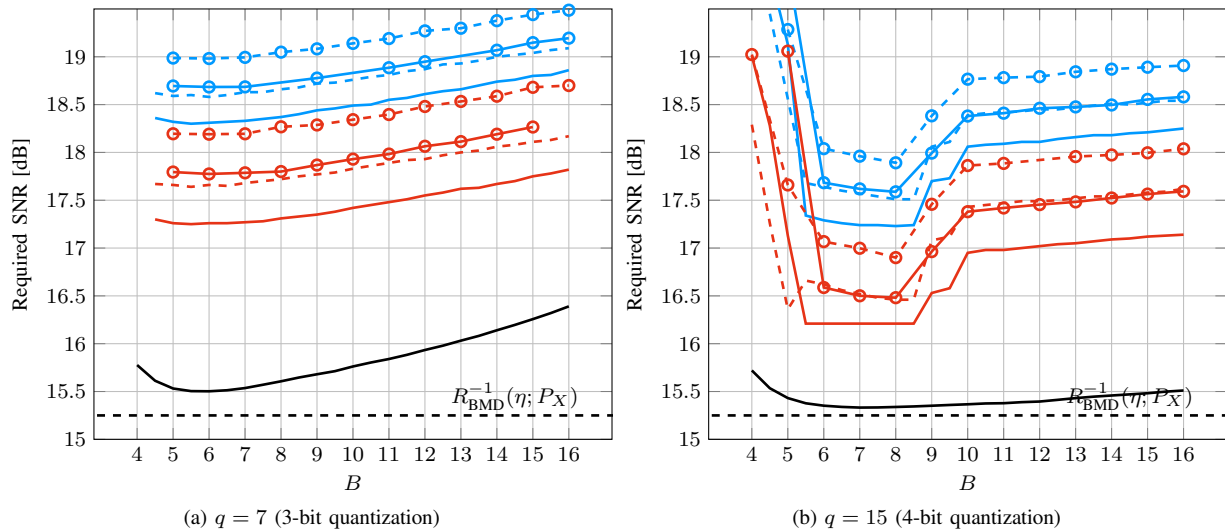 19
18.5
18
17.5
17
16.5
16
15.5
15
Required SNR [dB]
4 5 6 7 8 9 10 11 12 13 14 15 16
B
R_BMD^{-1}(η; P_X)
(a) q = 7 (3-bit quantization)
19
18.5
18
17.5
17
16.5
16
15.5
15
Required SNR [dB]
4 5 6 7 8 9 10 11 12 13 14 15 16
B
R_BMD^{-1}(η; P_X)
(b) q = 15 (4-bit quantization)